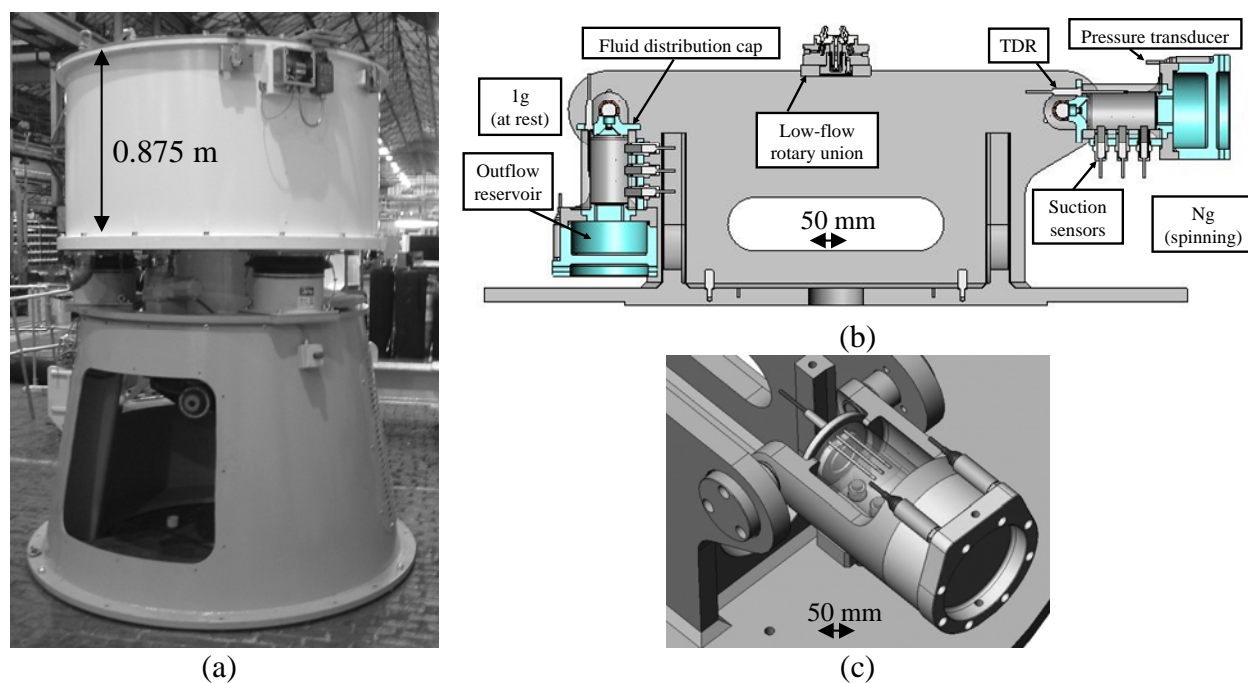 0.875 m
(a)
Fluid distribution cap
1g
(at rest)
Outflow
reservoir
Low-flow
rotary union
50 mm
TDR
Pressure transducer
Suction
sensors
Ng
(spinning)
(b)
50 mm
(c)